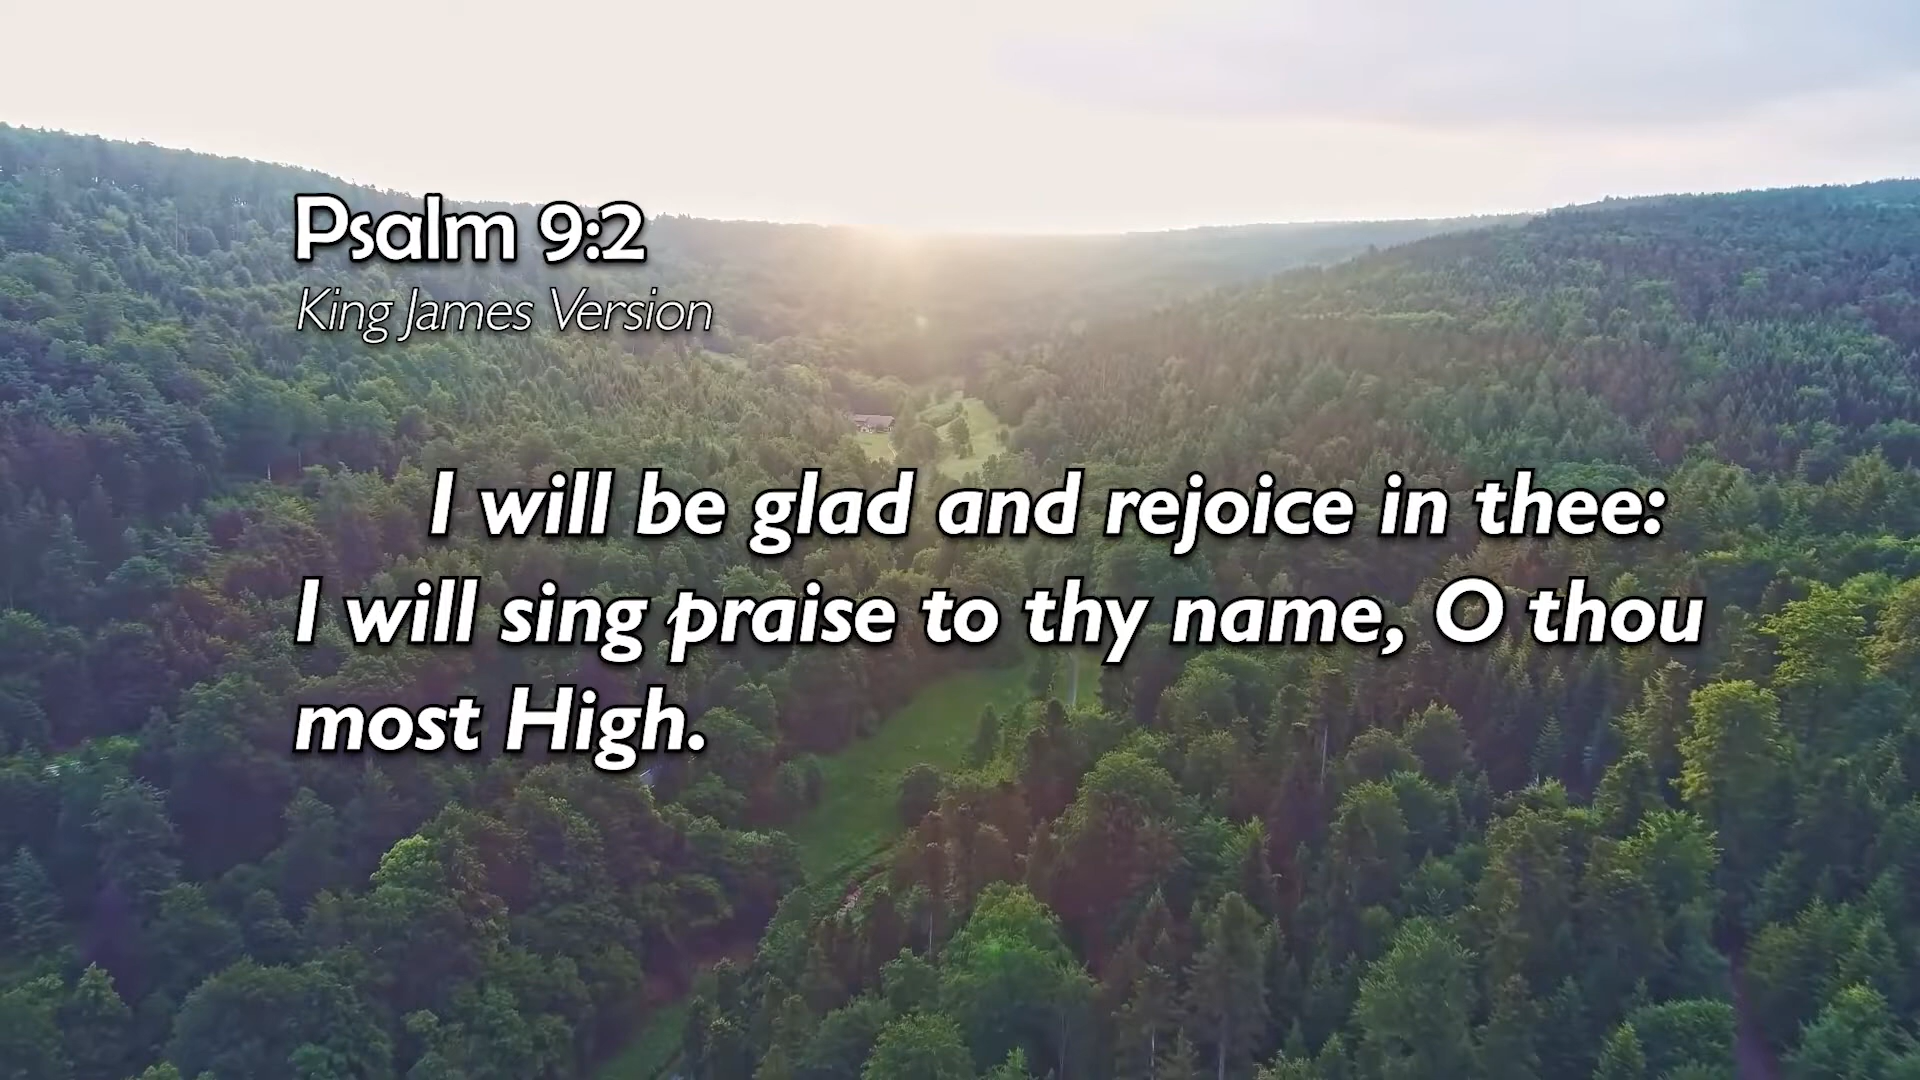 Psalm 9:2
King James Version
I will be glad and rejoice in thee:
I will sing praise to thy name, O thou
most High.